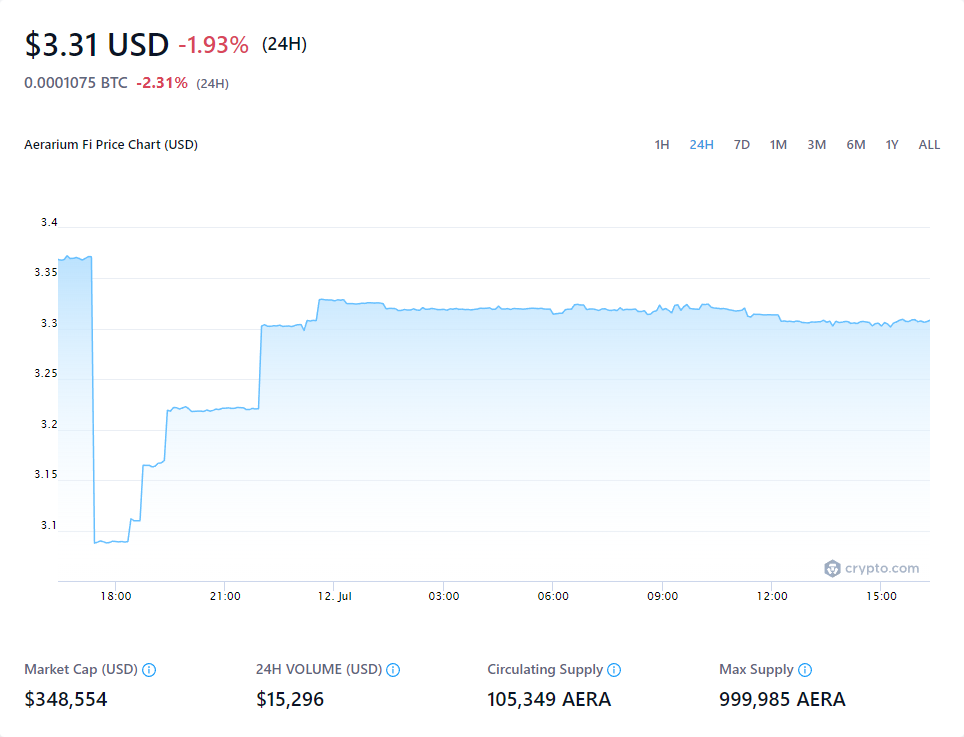 $3.31 USD -1.93% (24H)
0.0001075 BTC -2.31% (24H)
Aerarium Fi Price Chart (USD)
1H 24H 7D 1M 3M 6M 1Y ALL
3.4
3.35
3.3
3.25
3.2
3.15
3.1
crypto.com
18:00 21:00 12. Jul 03:00 06:00 09:00 12:00 15:00
Market Cap (USD) 24H VOLUME (USD) Circulating Supply Max Supply
$348,554 $15,296 105,349 AERA 999,985 AERA